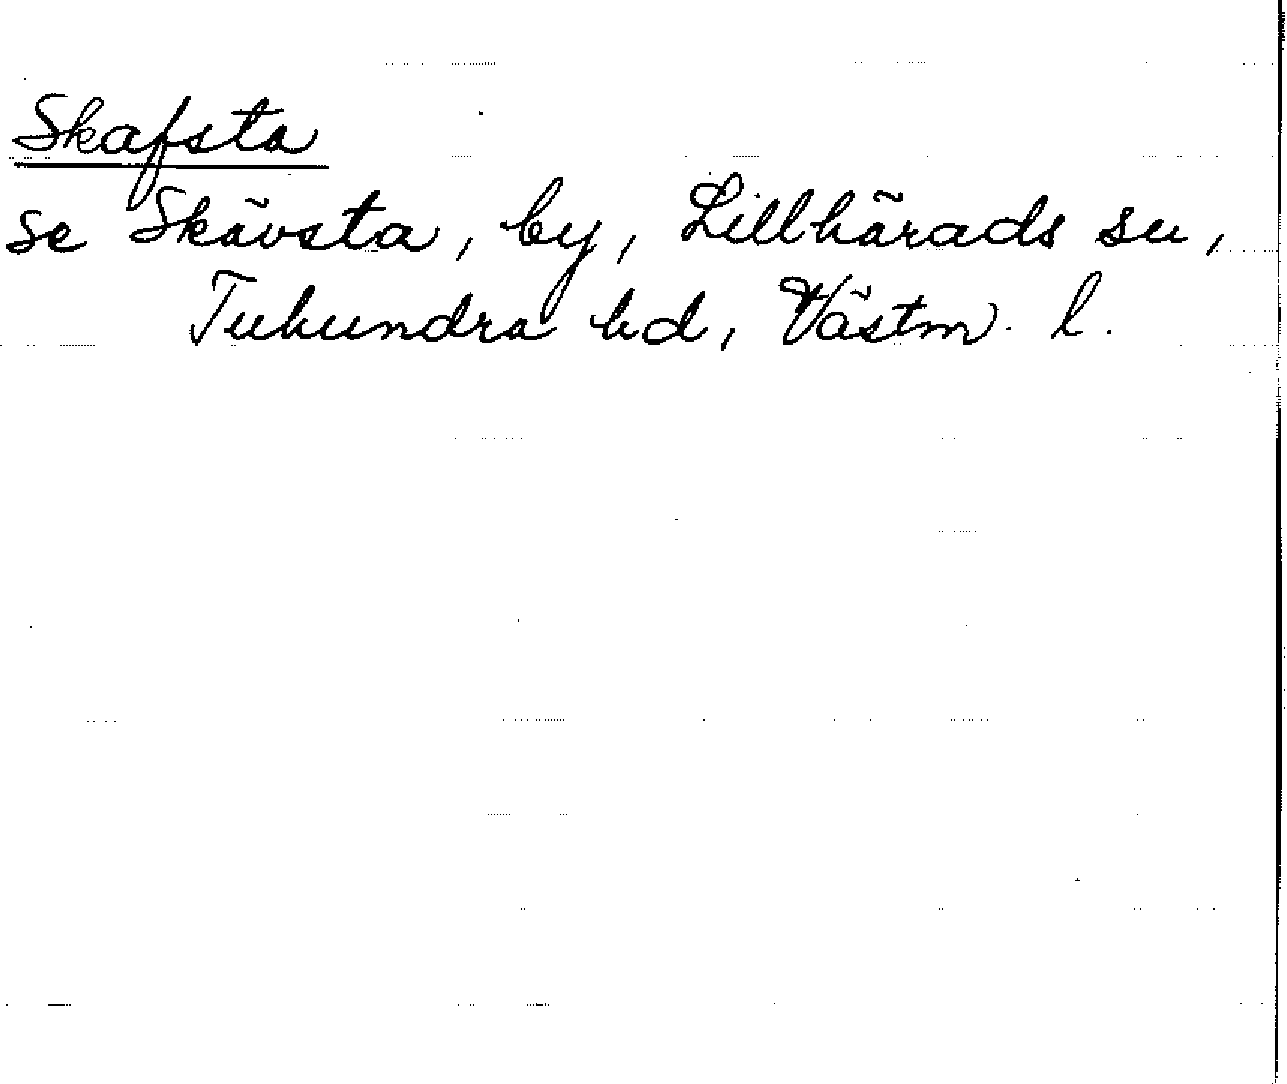 Skafsta
se Skävsta, by, Lillhärads sn,
Tuhundra hd, Västm. l.